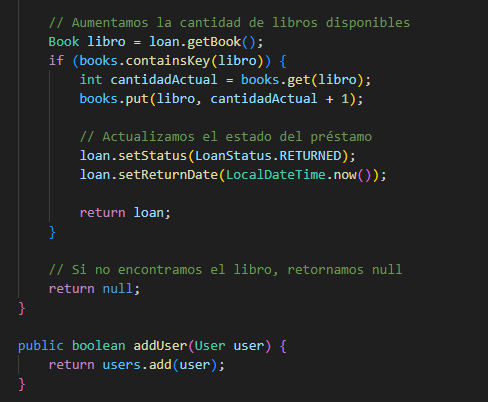 // Aumentamos la cantidad de libros disponibles
Book libro = loan.getBook();
if (books.containsKey(libro)) {
int cantidadActual = books.get(libro);
books.put(libro, cantidadActual + 1);
// Actualizamos el estado del préstamo
loan.setStatus(LoanStatus.RETURNED);
loan.setReturnDate(LocalDateTime.now());
return loan;
}
// Si no encontramos el libro, retornamos null
return null;
}
public boolean addUser(User user) {
return users.add(user);
}